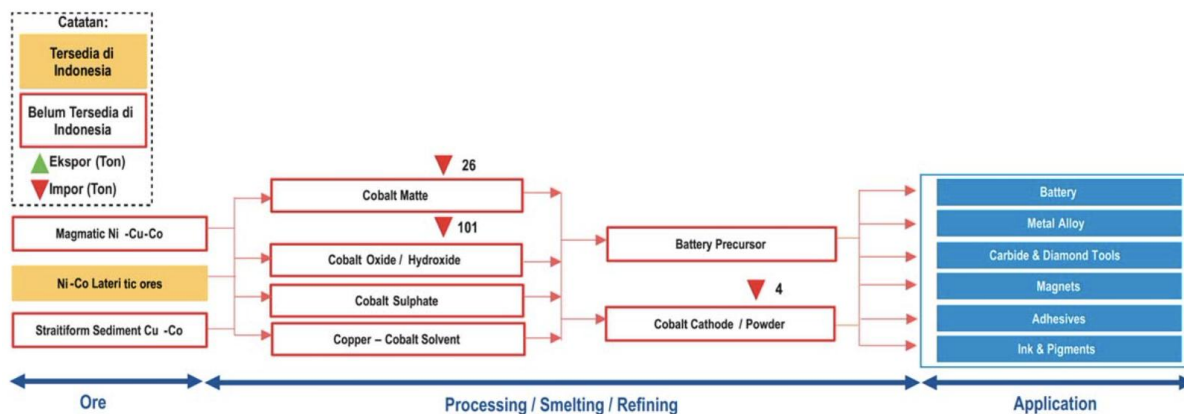 Catatan:
Tersedia di
Indonesia
Belum Tersedia di
Indonesia
Ekspor (Ton)
Impor (Ton)
Magmatic Ni -Cu-Co
Ni-Co Lateri tic ores
Straitiform Sediment Cu -Co
26
Cobalt Matte
101
Cobalt Oxide / Hydroxide
Cobalt Sulphate
Copper – Cobalt Solvent
Battery Precursor
4
Cobalt Cathode / Powder
Battery
Metal Alloy
Carbide & Diamond Tools
Magnets
Adhesives
Ink & Pigments
Ore
Processing / Smelting / Refining
Application